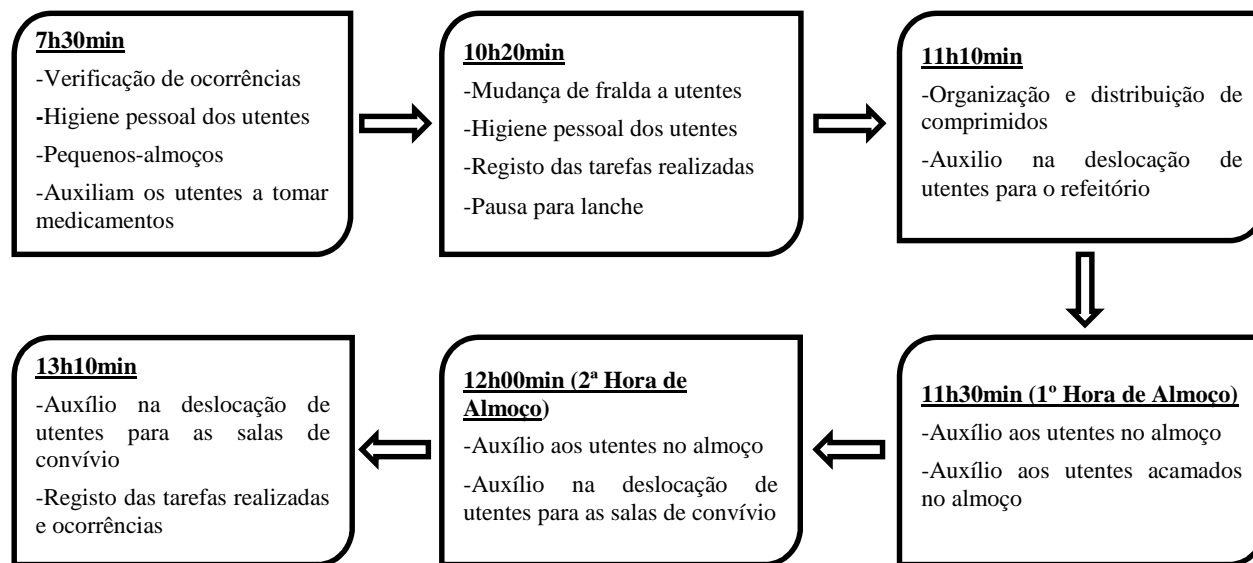 7h30min
-Verificação de ocorrências
-Higiene pessoal dos utentes
-Pequenos-almoços
-Auxiliam os utentes a tomar
medicamentos
10h20min
-Mudança de fralda a utentes
-Higiene pessoal dos utentes
-Registo das tarefas realizadas
-Pausa para lanche
11h10min
-Organização e distribuição de
comprimidos
-Auxilio na deslocação de
utentes para o refeitório
11h30min (1º Hora de Almoço)
-Auxílio aos utentes no almoço
-Auxílio aos utentes acamados
no almoço
12h00min (2ª Hora de
Almoço)
-Auxílio aos utentes no almoço
-Auxílio na deslocação de
utentes para as salas de convívio
13h10min
-Auxílio na deslocação de
utentes para as salas de
convívio
-Registo das tarefas realizadas
e ocorrências